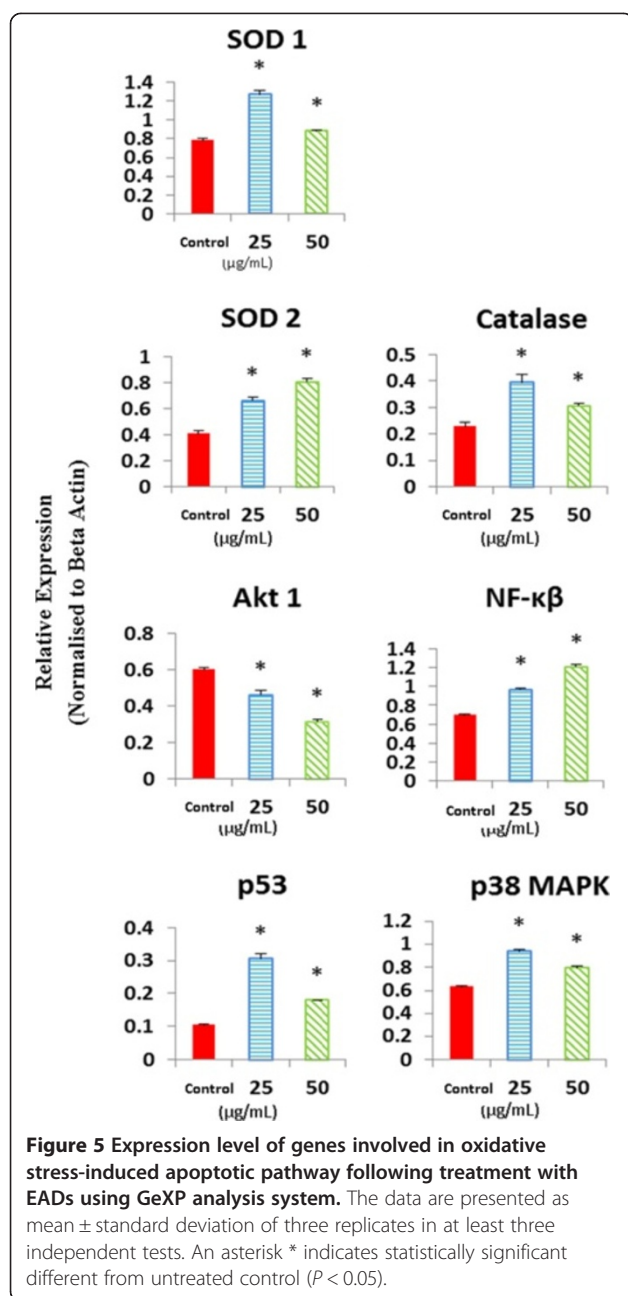 SOD 1
*
*
1.4
1.2
1
0.8
0.6
0.4
0.2
0
Control 25 50
(µg/mL)
Relative Expression
(Normalised to Beta Actin)
SOD 2
*
*
1
0.8
0.6
0.4
0.2
0
Control 25 50
(µg/mL)
Catalase
*
*
0.5
0.4
0.3
0.2
0.1
0
Control 25 50
(µg/mL)
Akt 1
*
*
0.8
0.6
0.4
0.2
0
Control 25 50
(µg/mL)
NF-κβ
*
*
1.4
1.2
1
0.8
0.6
0.4
0.2
0
Control 25 50
(µg/mL)
p53
*
*
0.4
0.3
0.2
0.1
0
Control 25 50
(µg/mL)
p38 MAPK
*
*
1.2
1
0.8
0.6
0.4
0.2
0
Control 25 50
(µg/mL)
Figure 5 Expression level of genes involved in oxidative
stress-induced apoptotic pathway following treatment with
EADs using GeXP analysis system. The data are presented as
mean ± standard deviation of three replicates in at least three
independent tests. An asterisk * indicates statistically significant
different from untreated control (P < 0.05).